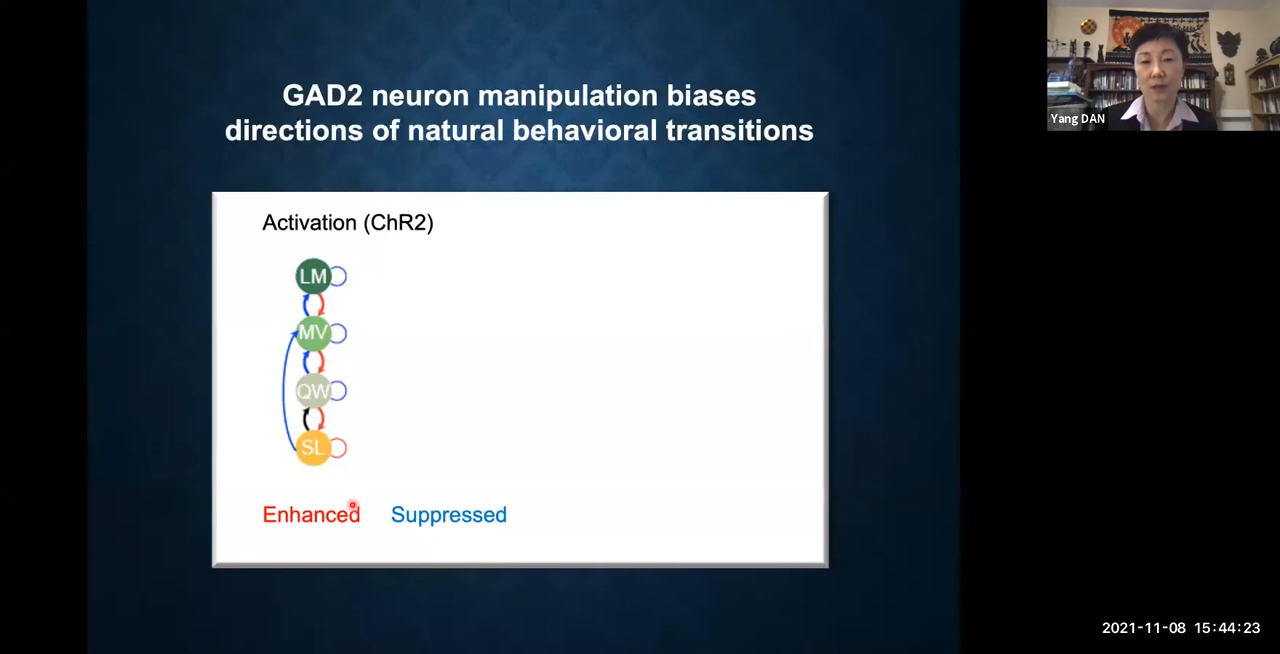 GAD2 neuron manipulation biases
directions of natural behavioral transitions
Activation (ChR2)
LM
MV
QW
SL
Enhanced Suppressed
Yang DAN
2021-11-08 15:44:23